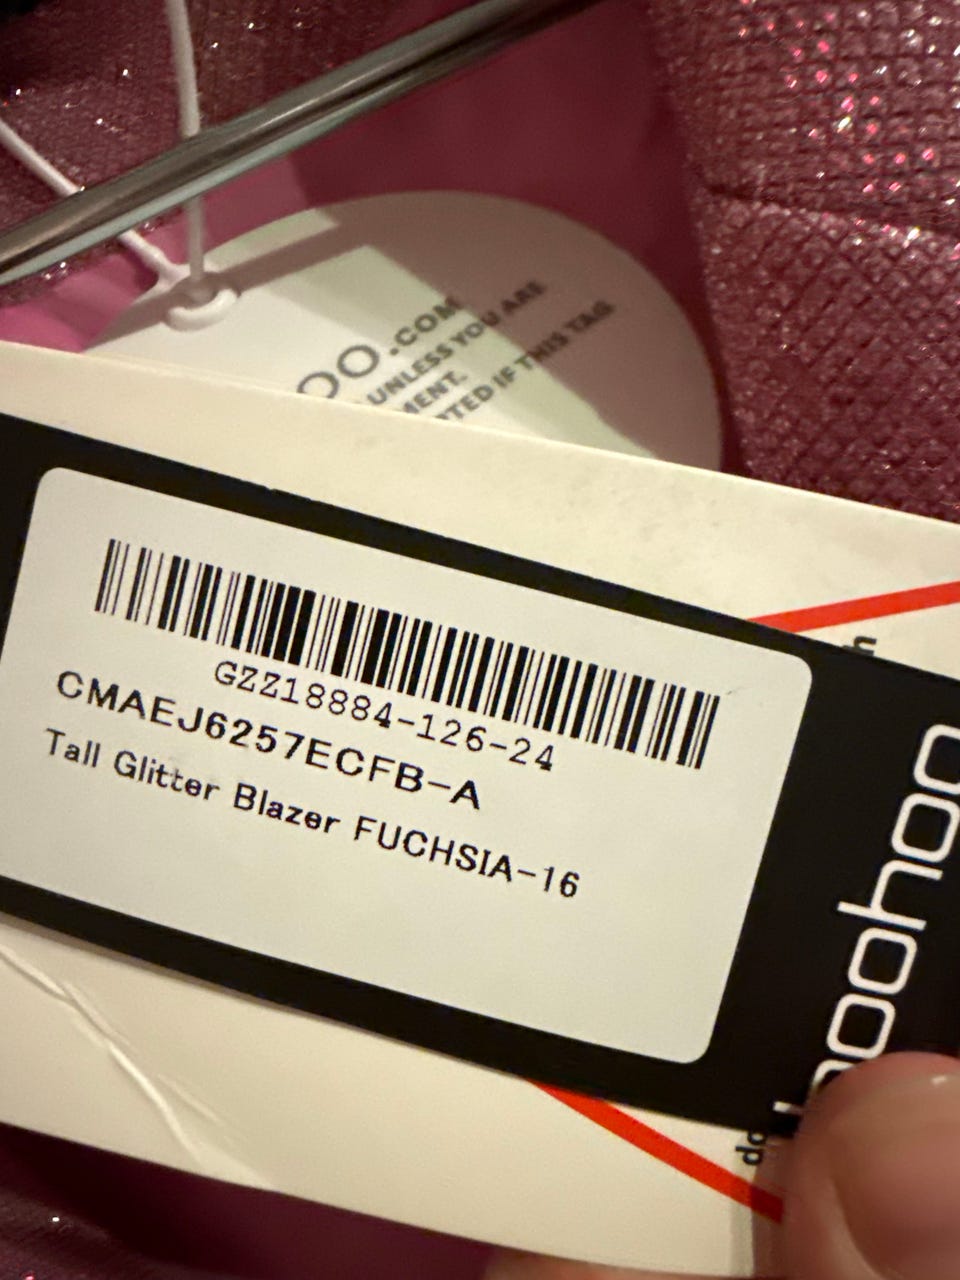 OO.COM
UNLESS YOU ARE
MENT.
TED IF THIS TAG
GZZ18884-126-24
CMAEJ6257ECFB-A
Tall Glitter Blazer FUCHSIA-16
boohoo